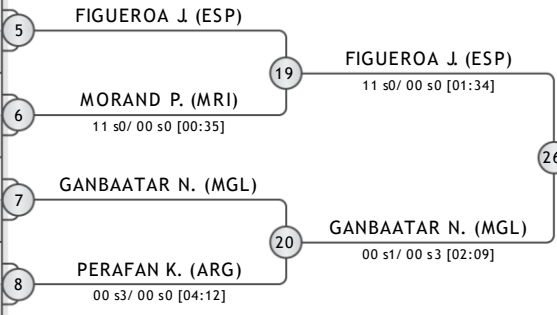 FIGUEROA J. (ESP)
5
19
FIGUEROA J. (ESP)
11 s0/ 00 s0 [01:34]
MORAND P. (MRI)
6
11 s0/ 00 s0 [00:35]
26
GANBAATAR N. (MGL)
7
20
GANBAATAR N. (MGL)
00 s1/ 00 s3 [02:09]
PERAFAN K. (ARG)
8
00 s3/ 00 s0 [04:12]